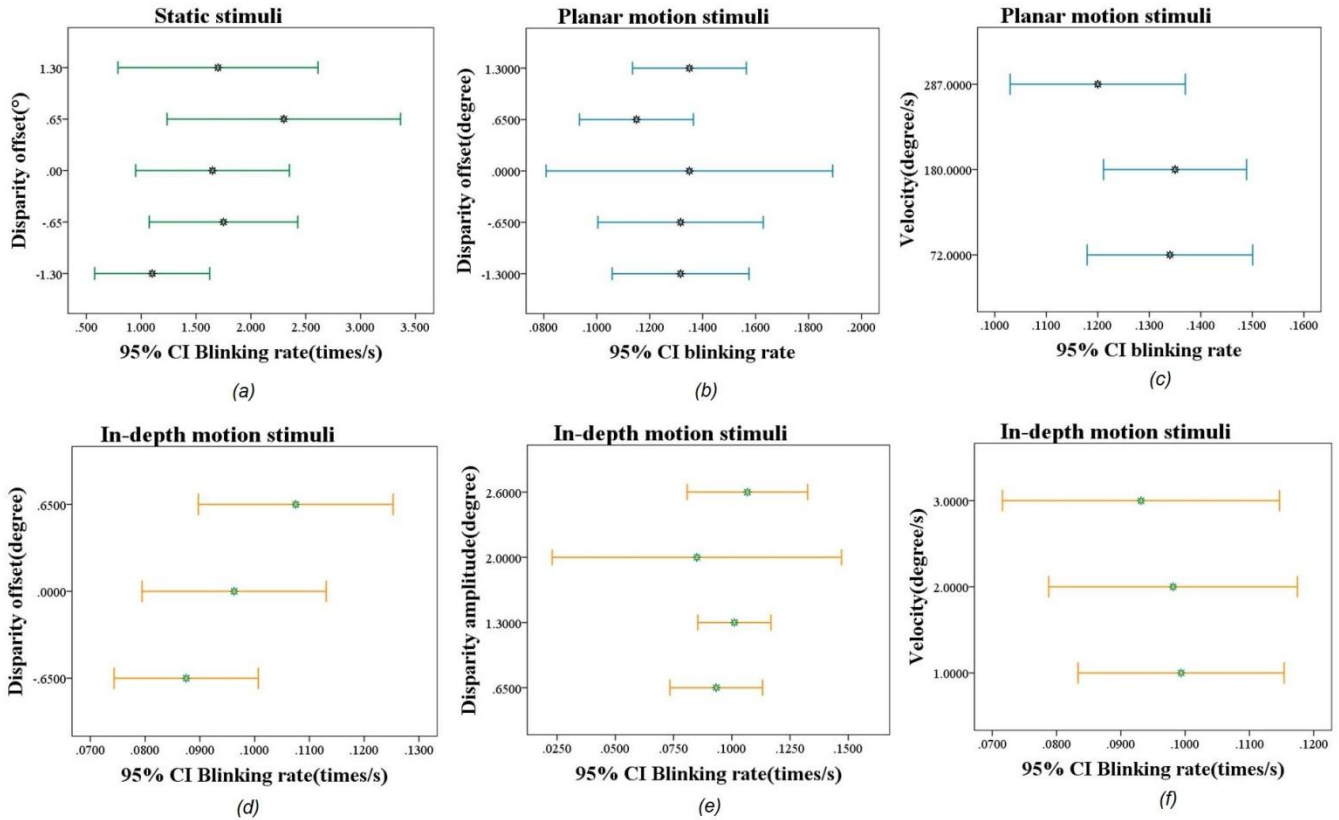 Static stimuli
Disparity offset(°)
1.30
.65
.00
-.65
-1.30
.500 1.000 2.000 2.500 3.000 3.500
95% CI Blinking rate(times/s)
(a)
Planar motion stimuli
Disparity offset(degree)
1.3000
.6500
.0000
-.6500
-1.3000
.0800 .1000 .1200 .1400 .1600 .1800 .2000
95% CI blinking rate
(b)
Planar motion stimuli
Velocity(degree/s)
287.0000
180.0000
72.0000
.1000 .1100 .1200 .1300 .1400 .1500 .1600
95% CI blinking rate
(c)
In-depth motion stimuli
Disparity offset(degree)
.6500
.0000
-.6500
.0700 .0800 .0900 .1000 .1100 .1200 .1300
95% CI Blinking rate(times/s)
(d)
In-depth motion stimuli
Disparity amplitude(degree)
2.6000
2.0000
1.3000
.6500
.0250 .0500 .0750 .1000 .1250 .1500
95% CI Blinking rate(times/s)
(e)
In-depth motion stimuli
Velocity(degree/s)
3.0000
2.0000
1.0000
.0700 .0800 .0900 .1000 .1100 .1200
95% CI Blinking rate(times/s)
(f)